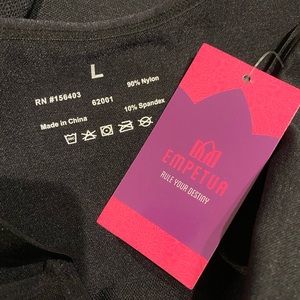 L
RN #156403 90% Nylon
62001 10% Spandex
Made in China
EMPETUA
RULE YOUR DESTINY